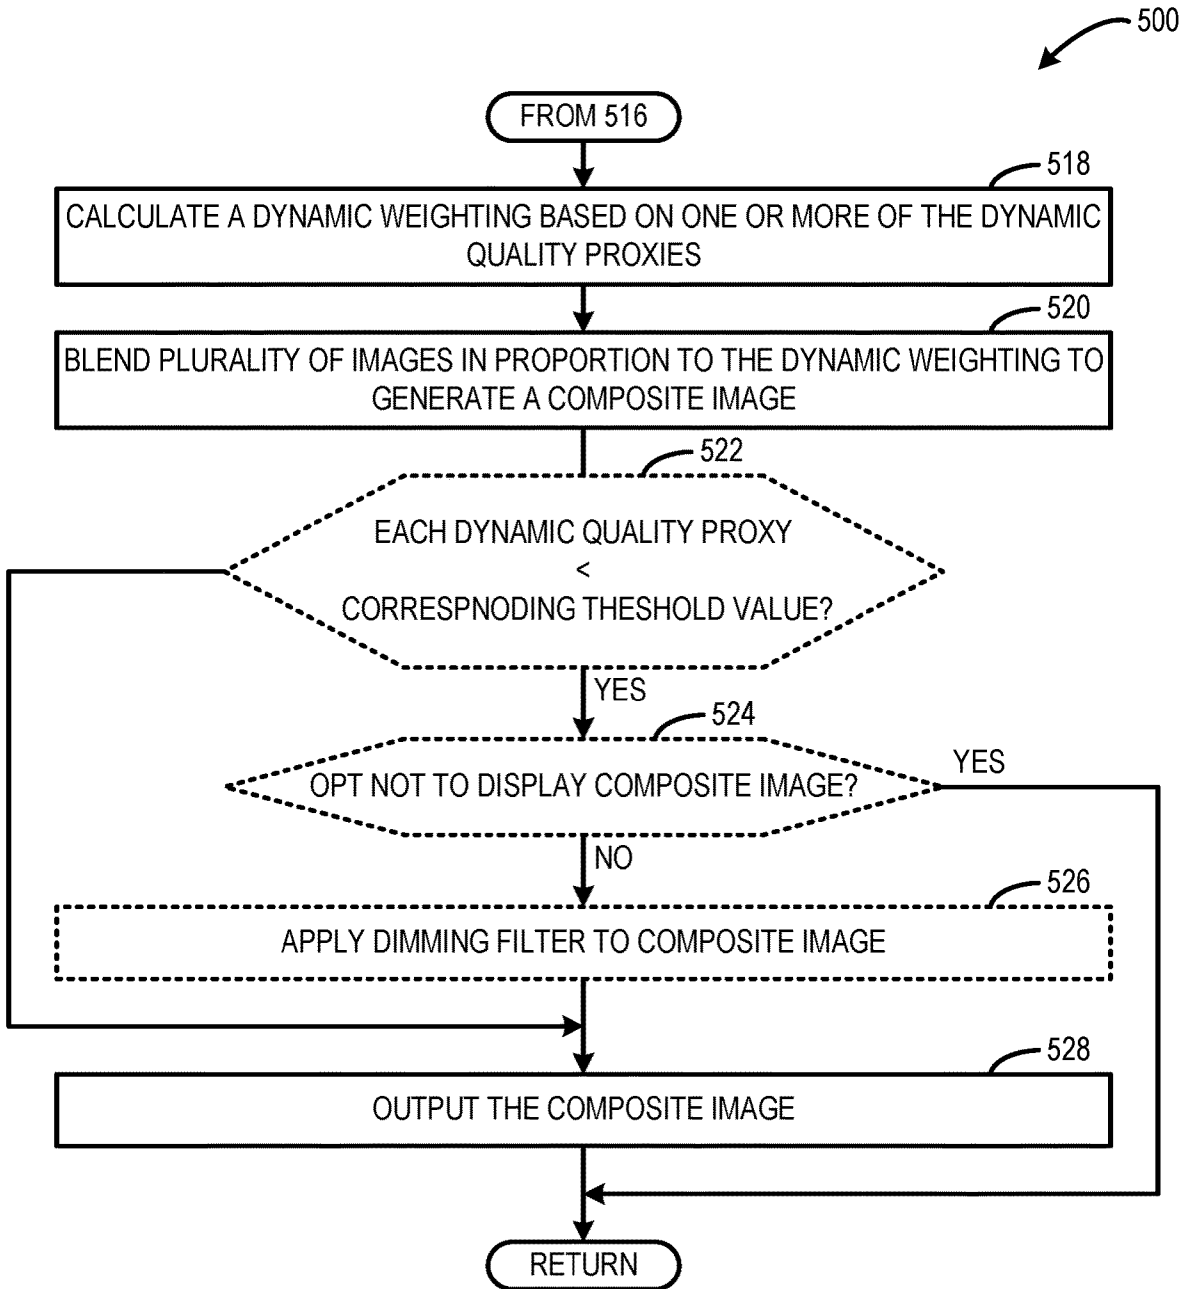 500
FROM 516
518
CALCULATE A DYNAMIC WEIGHTING BASED ON ONE OR MORE OF THE DYNAMIC
QUALITY PROXIES
520
BLEND PLURALITY OF IMAGES IN PROPORTION TO THE DYNAMIC WEIGHTING TO
GENERATE A COMPOSITE IMAGE
522
EACH DYNAMIC QUALITY PROXY
<
CORRESPNODING THESHOLD VALUE?
YES
524
OPT NOT TO DISPLAY COMPOSITE IMAGE?
YES
NO
526
APPLY DIMMING FILTER TO COMPOSITE IMAGE
528
OUTPUT THE COMPOSITE IMAGE
RETURN